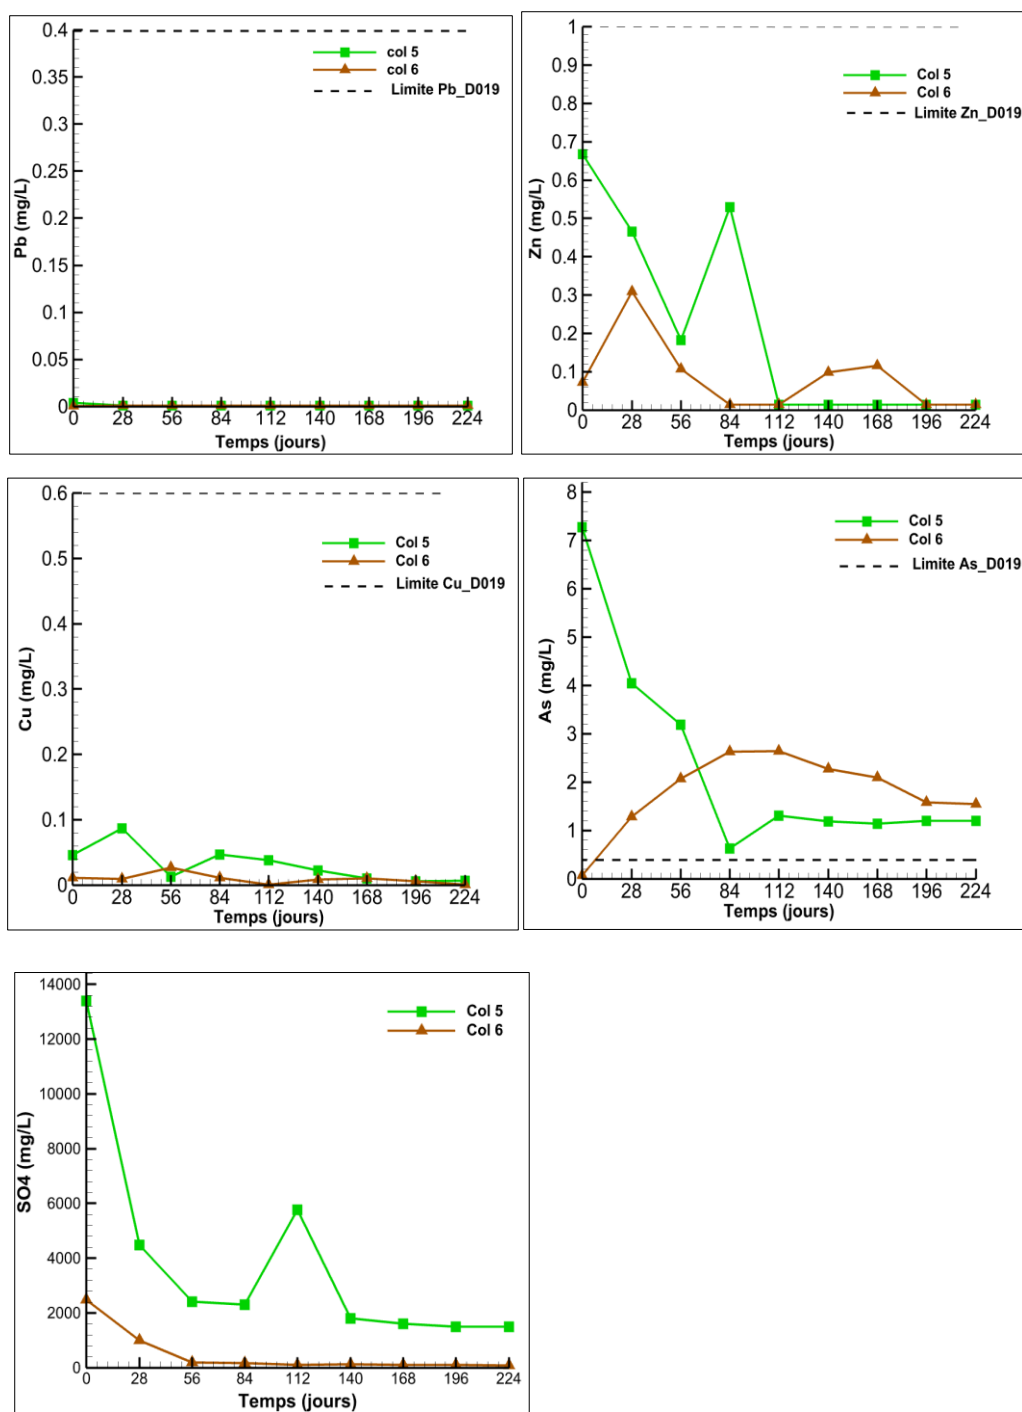 0.4
0.35
0.3
0.25
0.2
0.15
0.1
0.05
0
Pb (mg/L)
col 5
col 6
Limite Pb_D019
0 28 56 84 112 140 168 196 224
Temps (jours)
1
0.9
0.8
0.7
0.6
0.5
0.4
0.3
0.2
0.1
0
Zn (mg/L)
Col 5
Col 6
Limite Zn_D019
0 28 56 84 112 140 168 196 224
Temps (jours)
0.6
0.5
0.4
0.3
0.2
0.1
0
Cu (mg/L)
Col 5
Col 6
Limite Cu_D019
0 28 56 84 112 140 168 196 224
Temps (jours)
8
7
6
5
4
3
2
1
0
As (mg/L)
Col 5
Col 6
Limite As_D019
0 28 56 84 112 140 168 196 224
Temps (jours)
14000
12000
10000
8000
6000
4000
2000
0
SO4 (mg/L)
Col 5
Col 6
0 28 56 84 112 140 168 196 224
Temps (jours)